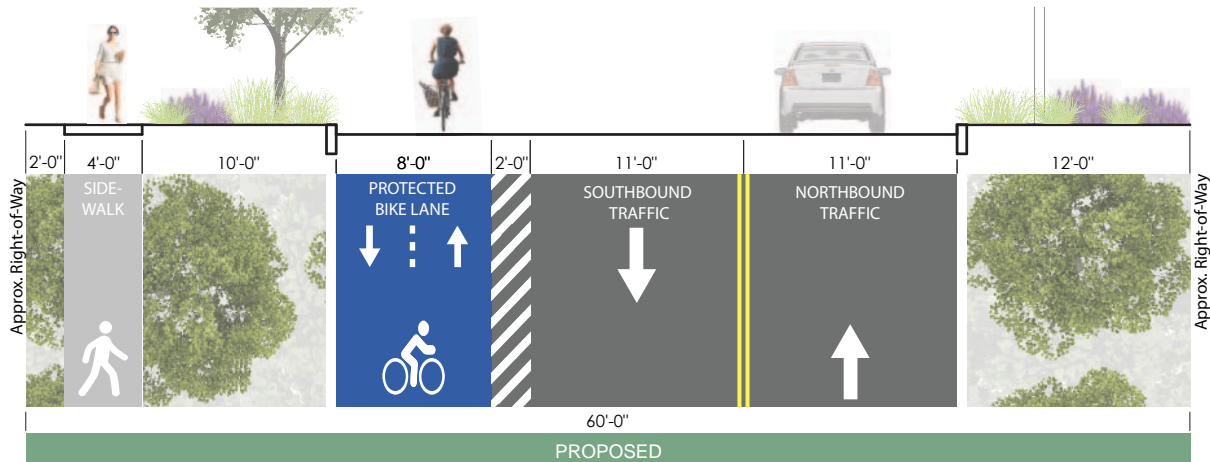 2'-0"
4'-0"
10'-0"
8'-0"
2'-0"
11'-0"
11'-0"
12'-0"
Approx. Right-of-Way
SIDE-
WALK
PROTECTED
BIKE LANE
SOUTHBOUND
TRAFFIC
NORTHBOUND
TRAFFIC
Approx. Right-of-Way
60'-0"
PROPOSED